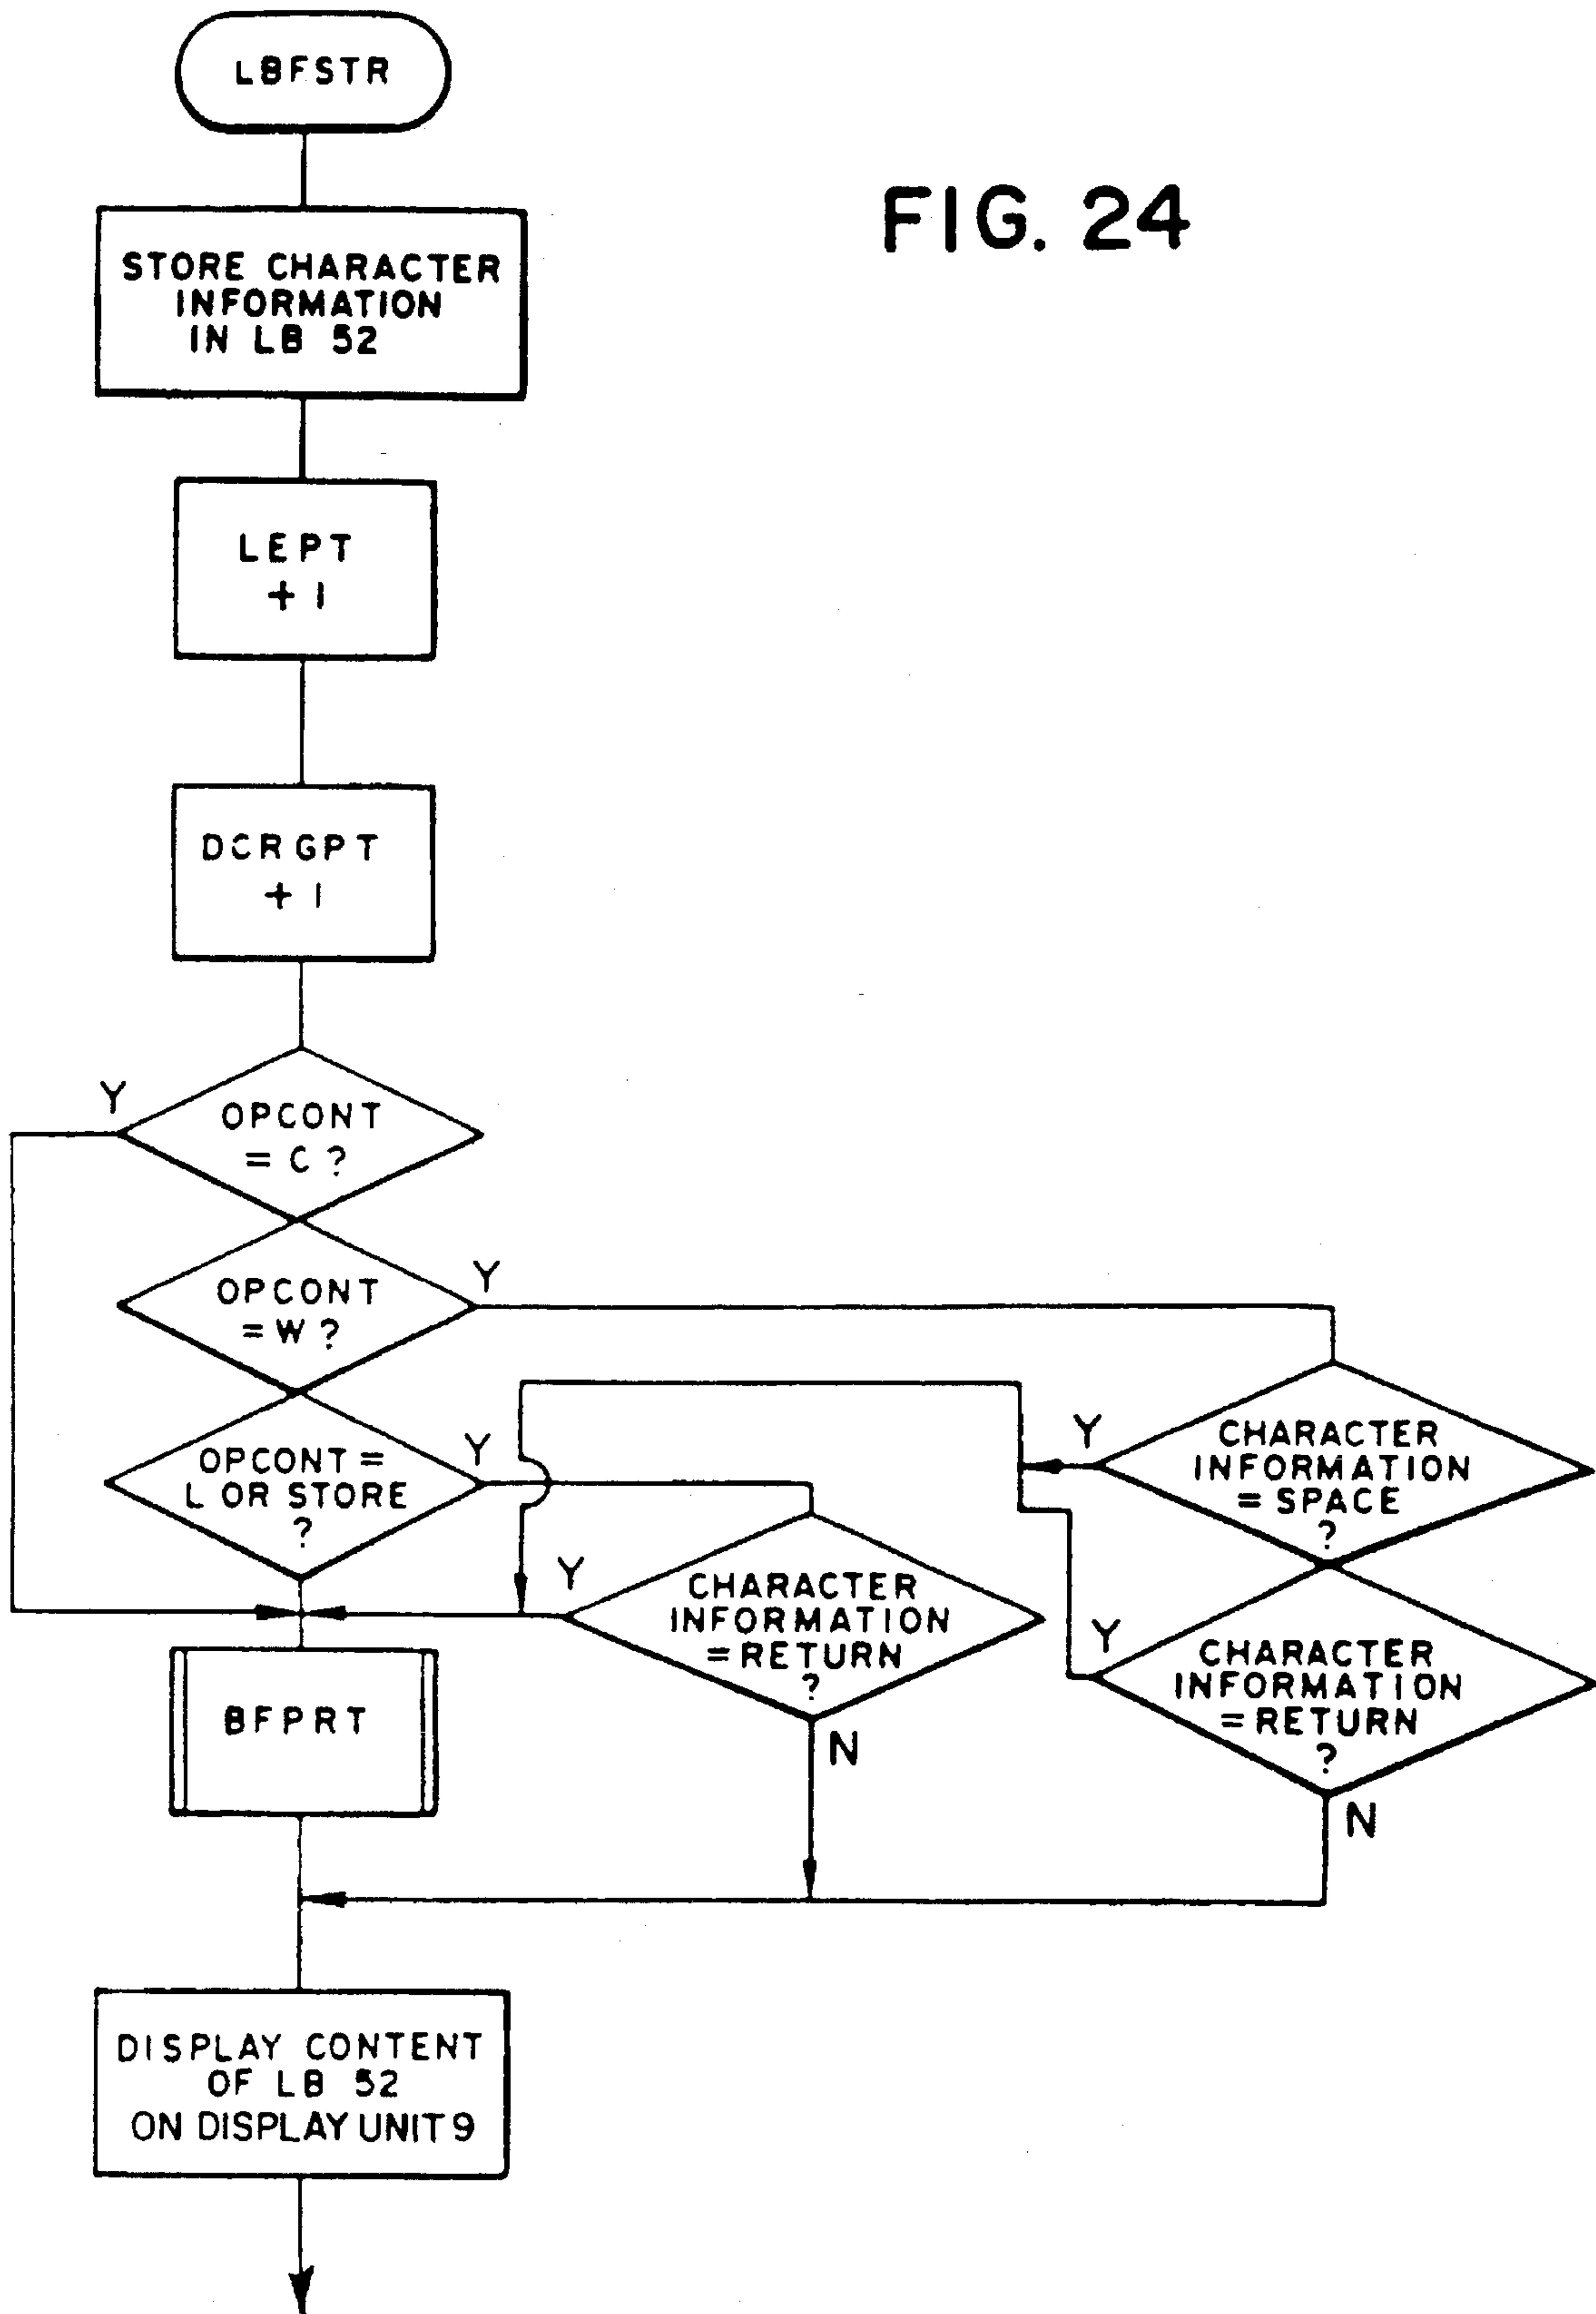 LBFSTR
FIG. 24
STORE CHARACTER
INFORMATION
IN LB 52
LEPT
+1
DCRGPT
+1
Y
OPCONT
= C ?
OPCONT
= W ?
Y
OPCONT =
L OR STORE
?
Y
CHARACTER
INFORMATION
= SPACE
?
Y
CHARACTER
INFORMATION
= RETURN
?
Y
N
CHARACTER
INFORMATION
= RETURN
?
Y
N
BFPRT
DISPLAY CONTENT
OF LB 52
ON DISPLAY UNIT 9